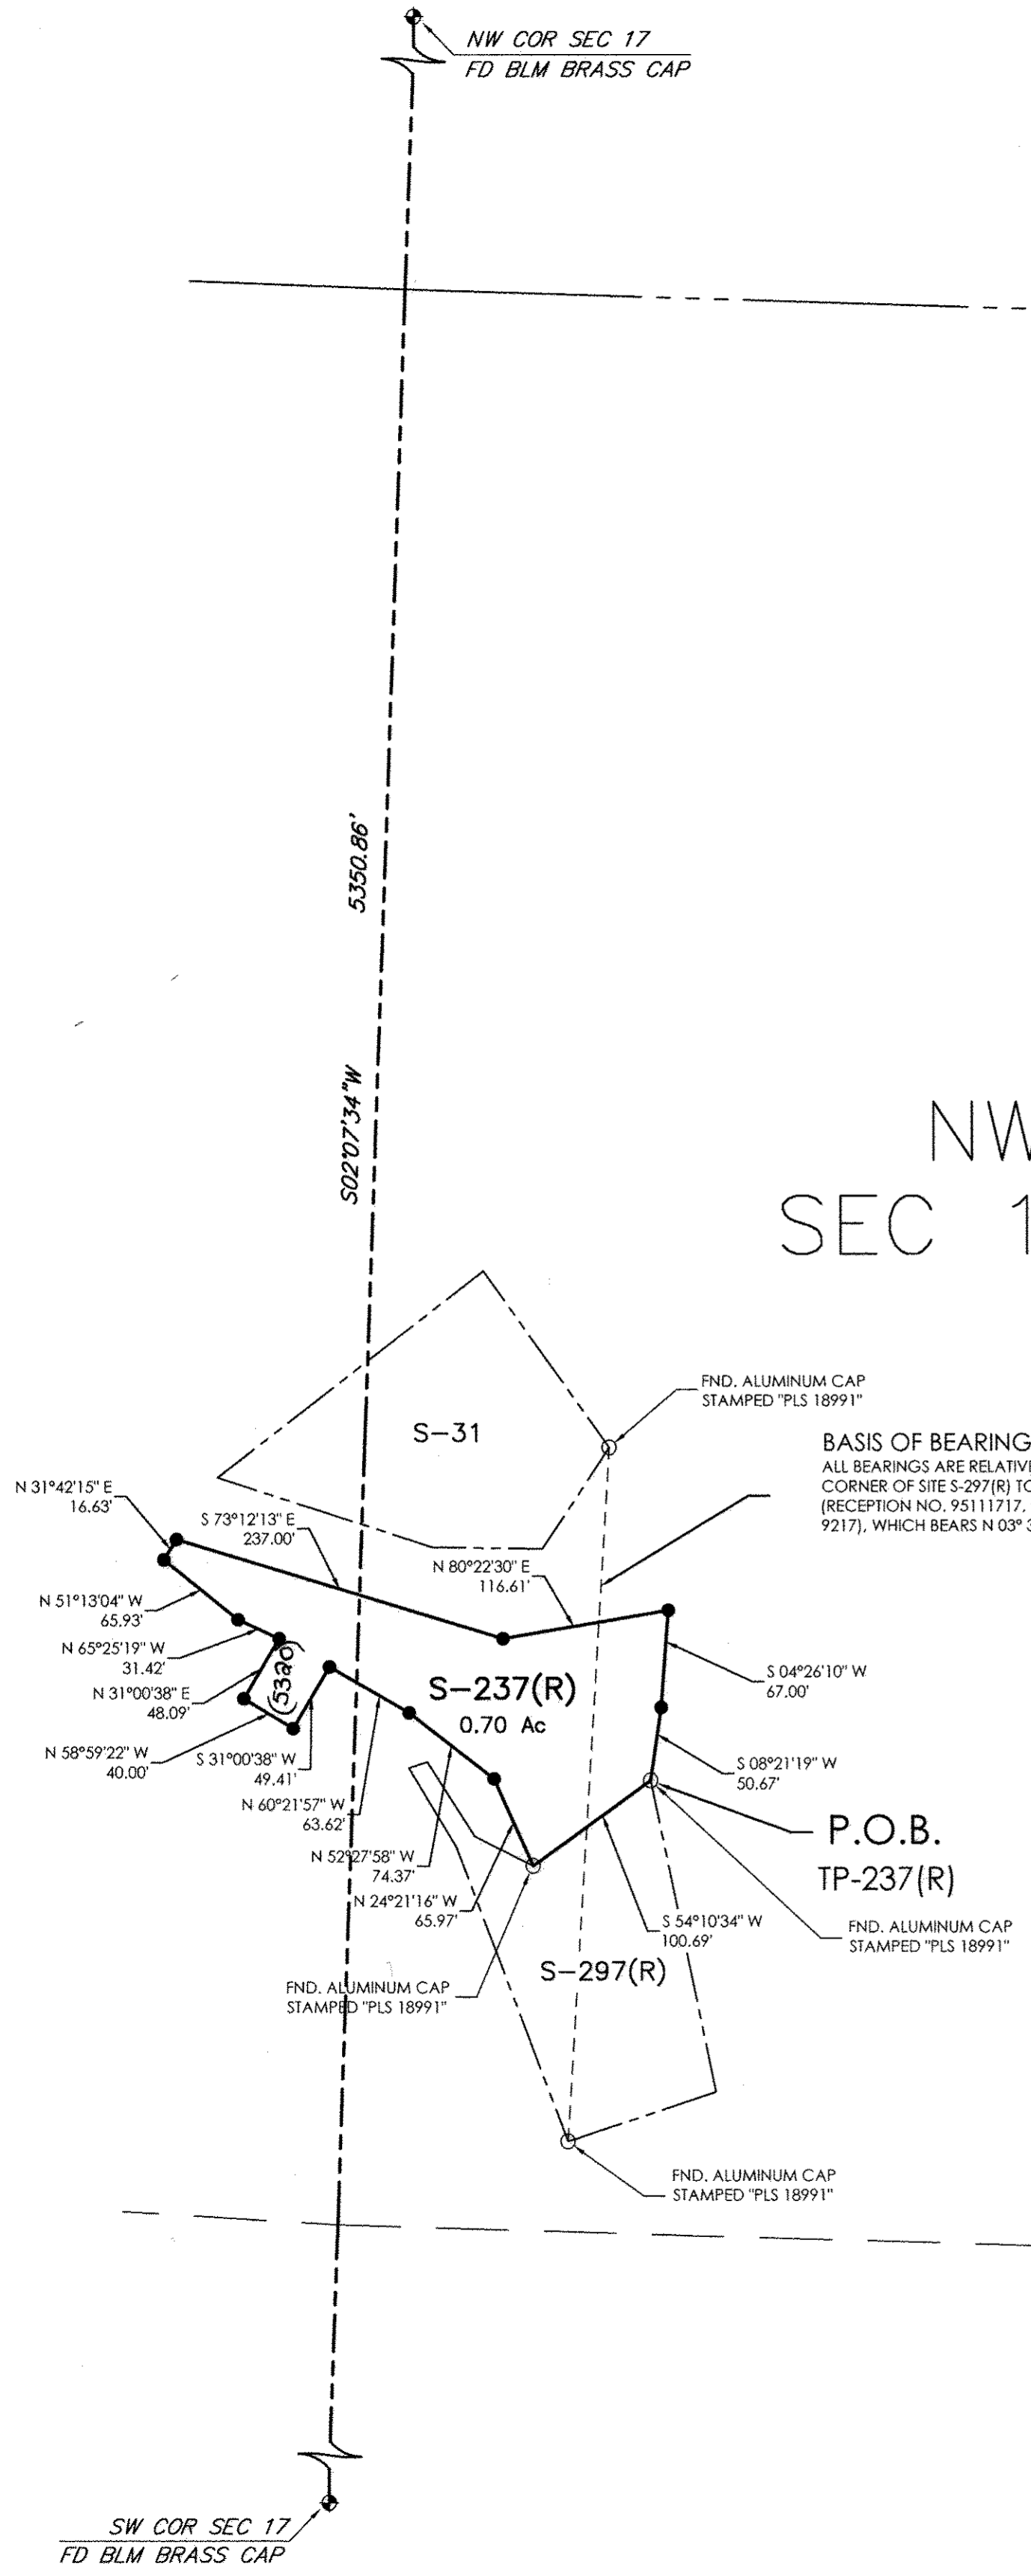 NW COR SEC 17
FD BLM BRASS CAP
5350.86'
S02°07'34"W
NW
SEC 1
FND. ALUMINUM CAP
STAMPED "PLS 18991"
S-31
BASIS OF BEARING
ALL BEARINGS ARE RELATIVE
CORNER OF SITE S-297(R) TO
(RECEPTION NO. 95111717,
9217), WHICH BEARS N 03° 3
N 31°42'15" E
16.63'
S 73°12'13" E
237.00'
N 80°22'30" E
116.61'
N 51°13'04" W
65.93'
N 65°25'19" W
31.42'
N 31°00'38" E
48.09'
(5320)
S 04°26'10" W
67.00'
S-237(R)
0.70 Ac
N 58°59'22" W
40.00'
S 31°00'38" W
49.41'
S 08°21'19" W
50.67'
N 60°21'57" W
63.62'
P.O.B.
TP-237(R)
N 52°27'58" W
74.37'
N 24°21'16" W
65.97'
S 54°10'34" W
100.69'
FND. ALUMINUM CAP
STAMPED "PLS 18991"
S-297(R)
FND. ALUMINUM CAP
STAMPED "PLS 18991"
FND. ALUMINUM CAP
STAMPED "PLS 18991"
SW COR SEC 17
FD BLM BRASS CAP